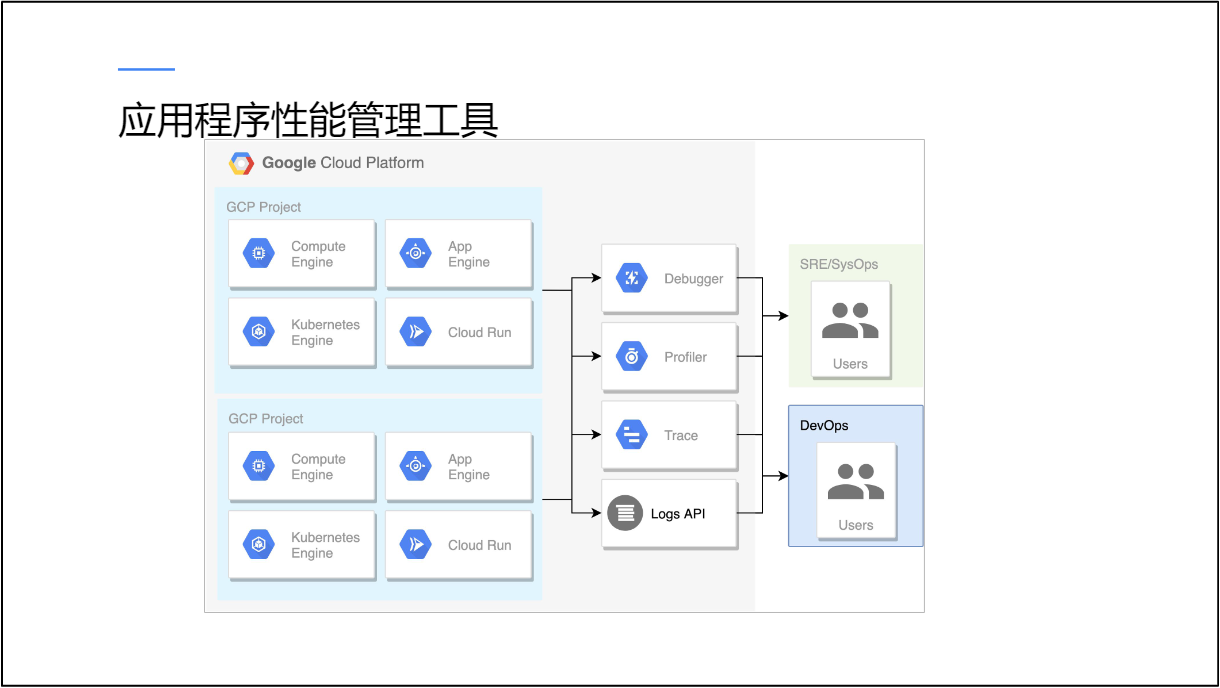 应用程序性能管理工具
Google Cloud Platform
GCP Project
Compute
Engine
App
Engine
Kubernetes
Engine
Cloud Run
GCP Project
Compute
Engine
App
Engine
Kubernetes
Engine
Cloud Run
Debugger
Profiler
Trace
Logs API
SRE/SysOps
Users
DevOps
Users